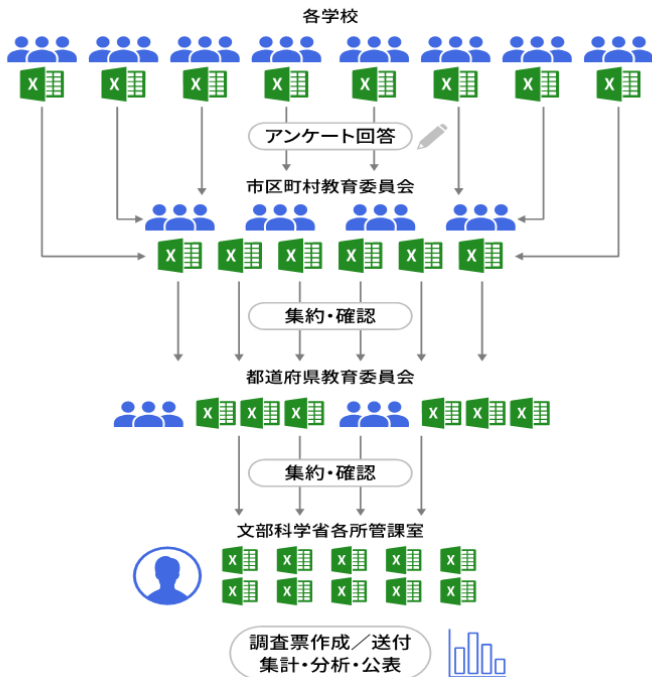 各学校
X X X X X X X X
アンケート回答
市区町村教育委員会
X X X X X X
集約・確認
都道府県教育委員会
X X X X X X
集約・確認
文部科学省各所管課室
X X X X X
X X X X X
調査票作成／送付
集計・分析・公表